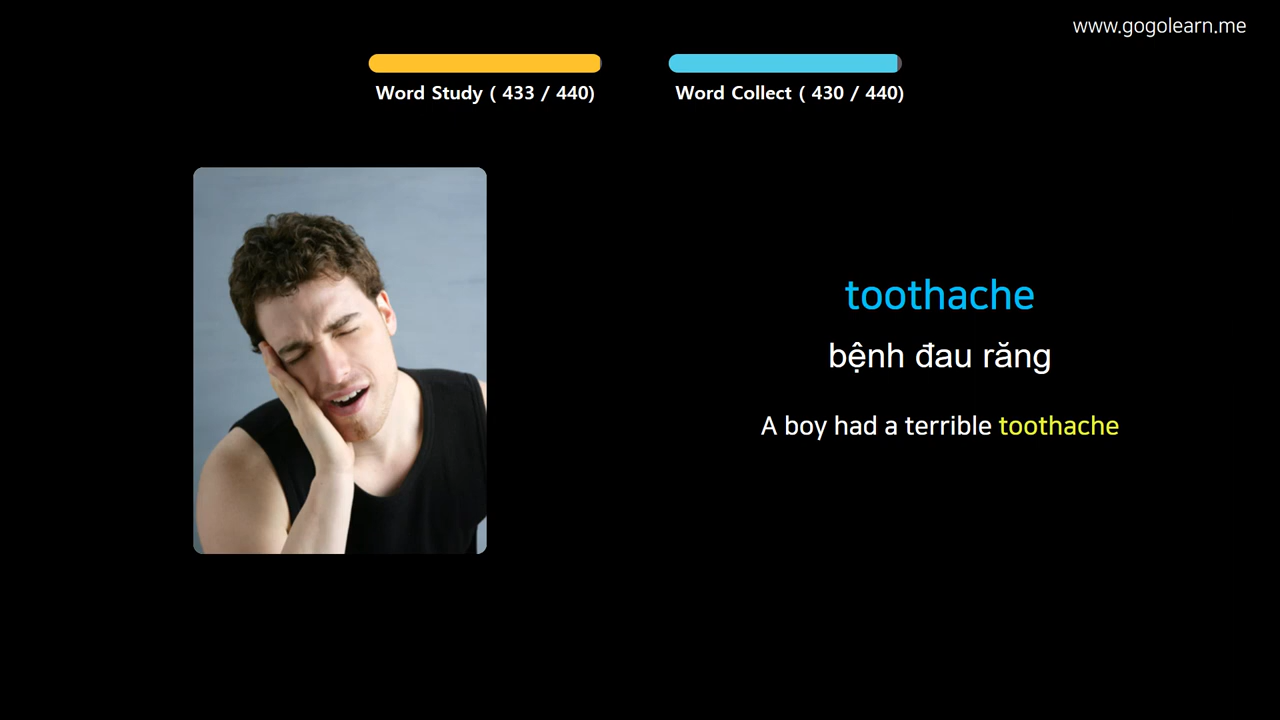 www.gogolearn.me
Word Study ( 433 / 440)
Word Collect ( 430 / 440)
toothache
bệnh đau răng
A boy had a terrible toothache